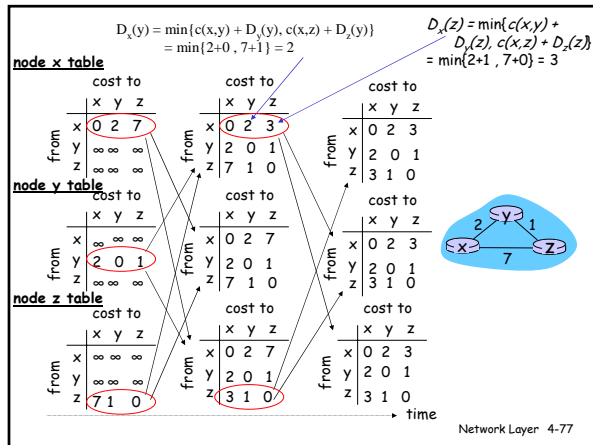 D_x(y) = min{c(x,y) + D_y(y), c(x,z) + D_z(y)}
= min{2+0 , 7+1} = 2
D_x(z) = min{c(x,y) +
D_y(z), c(x,z) + D_z(z)}
= min{2+1 , 7+0} = 3
node x table
cost to
x y z
from
x 0 2 7
y ∞ ∞ ∞
z ∞ ∞ ∞
cost to
x y z
from
x 0 2 3
y 2 0 1
z 7 1 0
cost to
x y z
from
x 0 2 3
y 2 0 1
z 3 1 0
node y table
cost to
x y z
from
x ∞ ∞ ∞
y 2 0 1
z ∞ ∞ ∞
cost to
x y z
from
x 0 2 7
y 2 0 1
z 7 1 0
cost to
x y z
from
x 0 2 3
y 2 0 1
z 3 1 0
node z table
cost to
x y z
from
x ∞ ∞ ∞
y ∞ ∞ ∞
z 7 1 0
cost to
x y z
from
x 0 2 7
y 2 0 1
z 3 1 0
cost to
x y z
from
x 0 2 3
y 2 0 1
z 3 1 0
y
2 1
x z
7
time
Network Layer 4-77